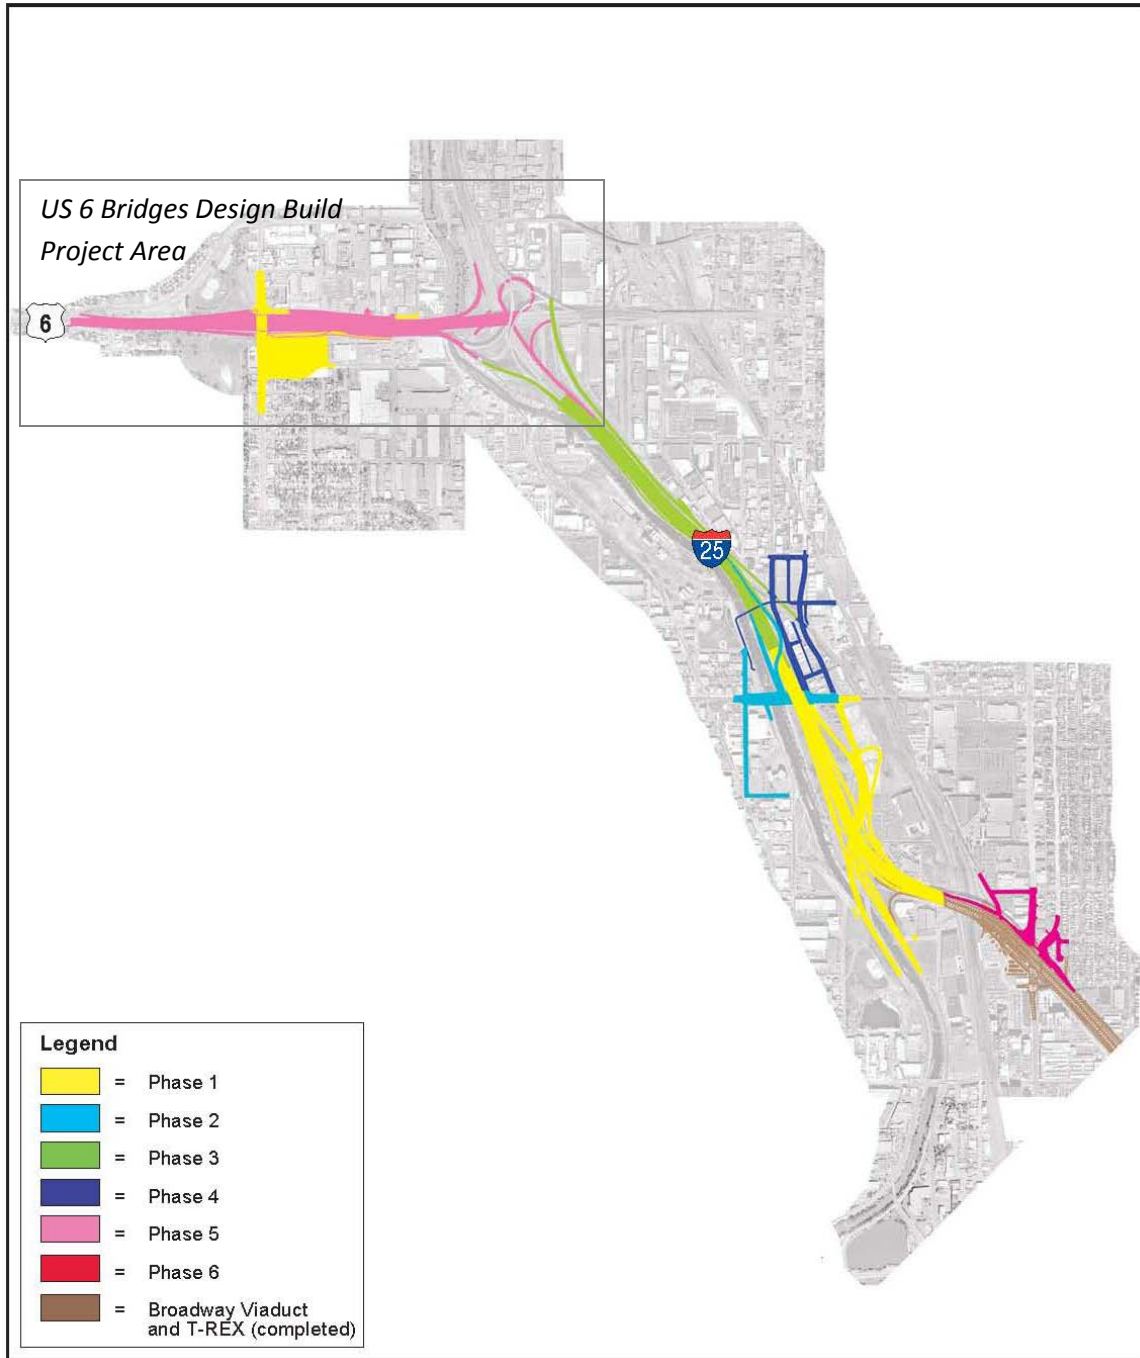 US 6 Bridges Design Build
Project Area
6
25
Legend
= Phase 1
= Phase 2
= Phase 3
= Phase 4
= Phase 5
= Phase 6
= Broadway Viaduct
and T-REX (completed)